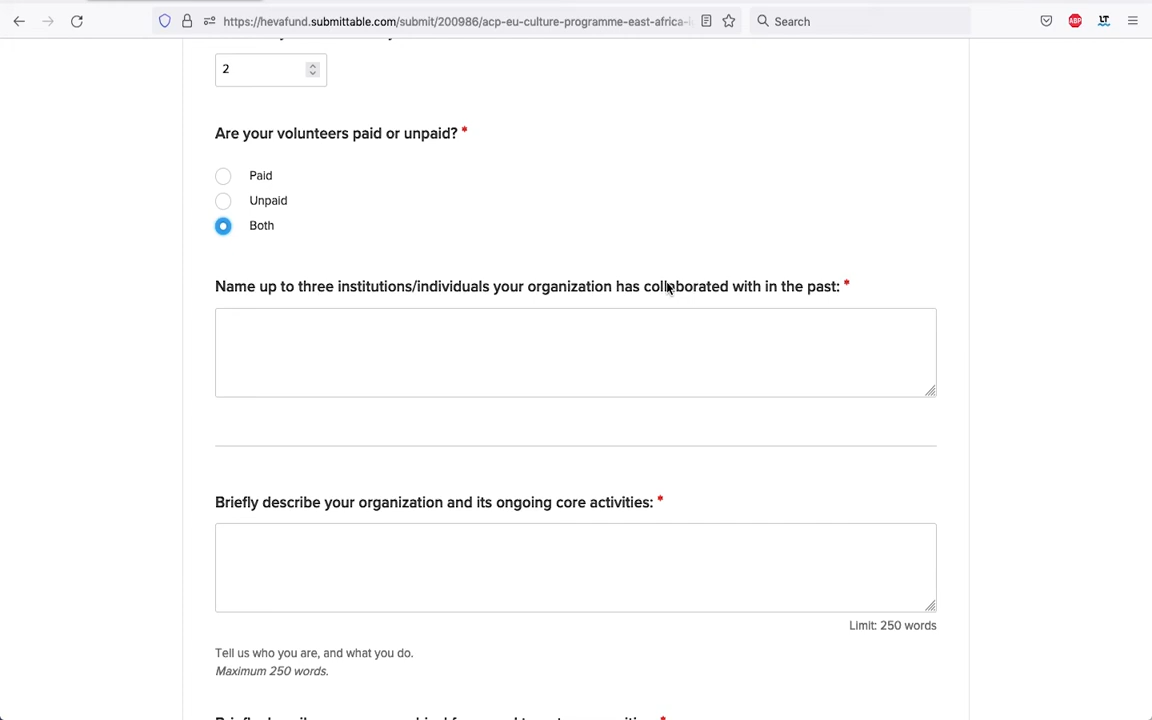 https://hevafund.submittable.com/submit/200986/acp-eu-culture-programme-east-africa-
Search
ABP
LT
2
Are your volunteers paid or unpaid? *
Paid
Unpaid
Both
Name up to three institutions/individuals your organization has collaborated with in the past: *
Briefly describe your organization and its ongoing core activities: *
Limit: 250 words
Tell us who you are, and what you do.
Maximum 250 words.